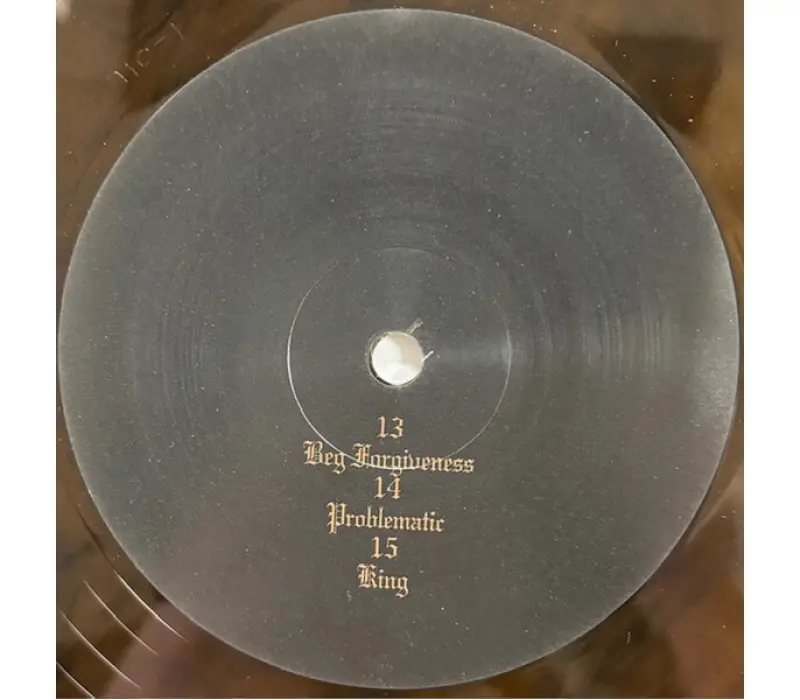 13
Beg Forgiveness
14
Problematic
15
King